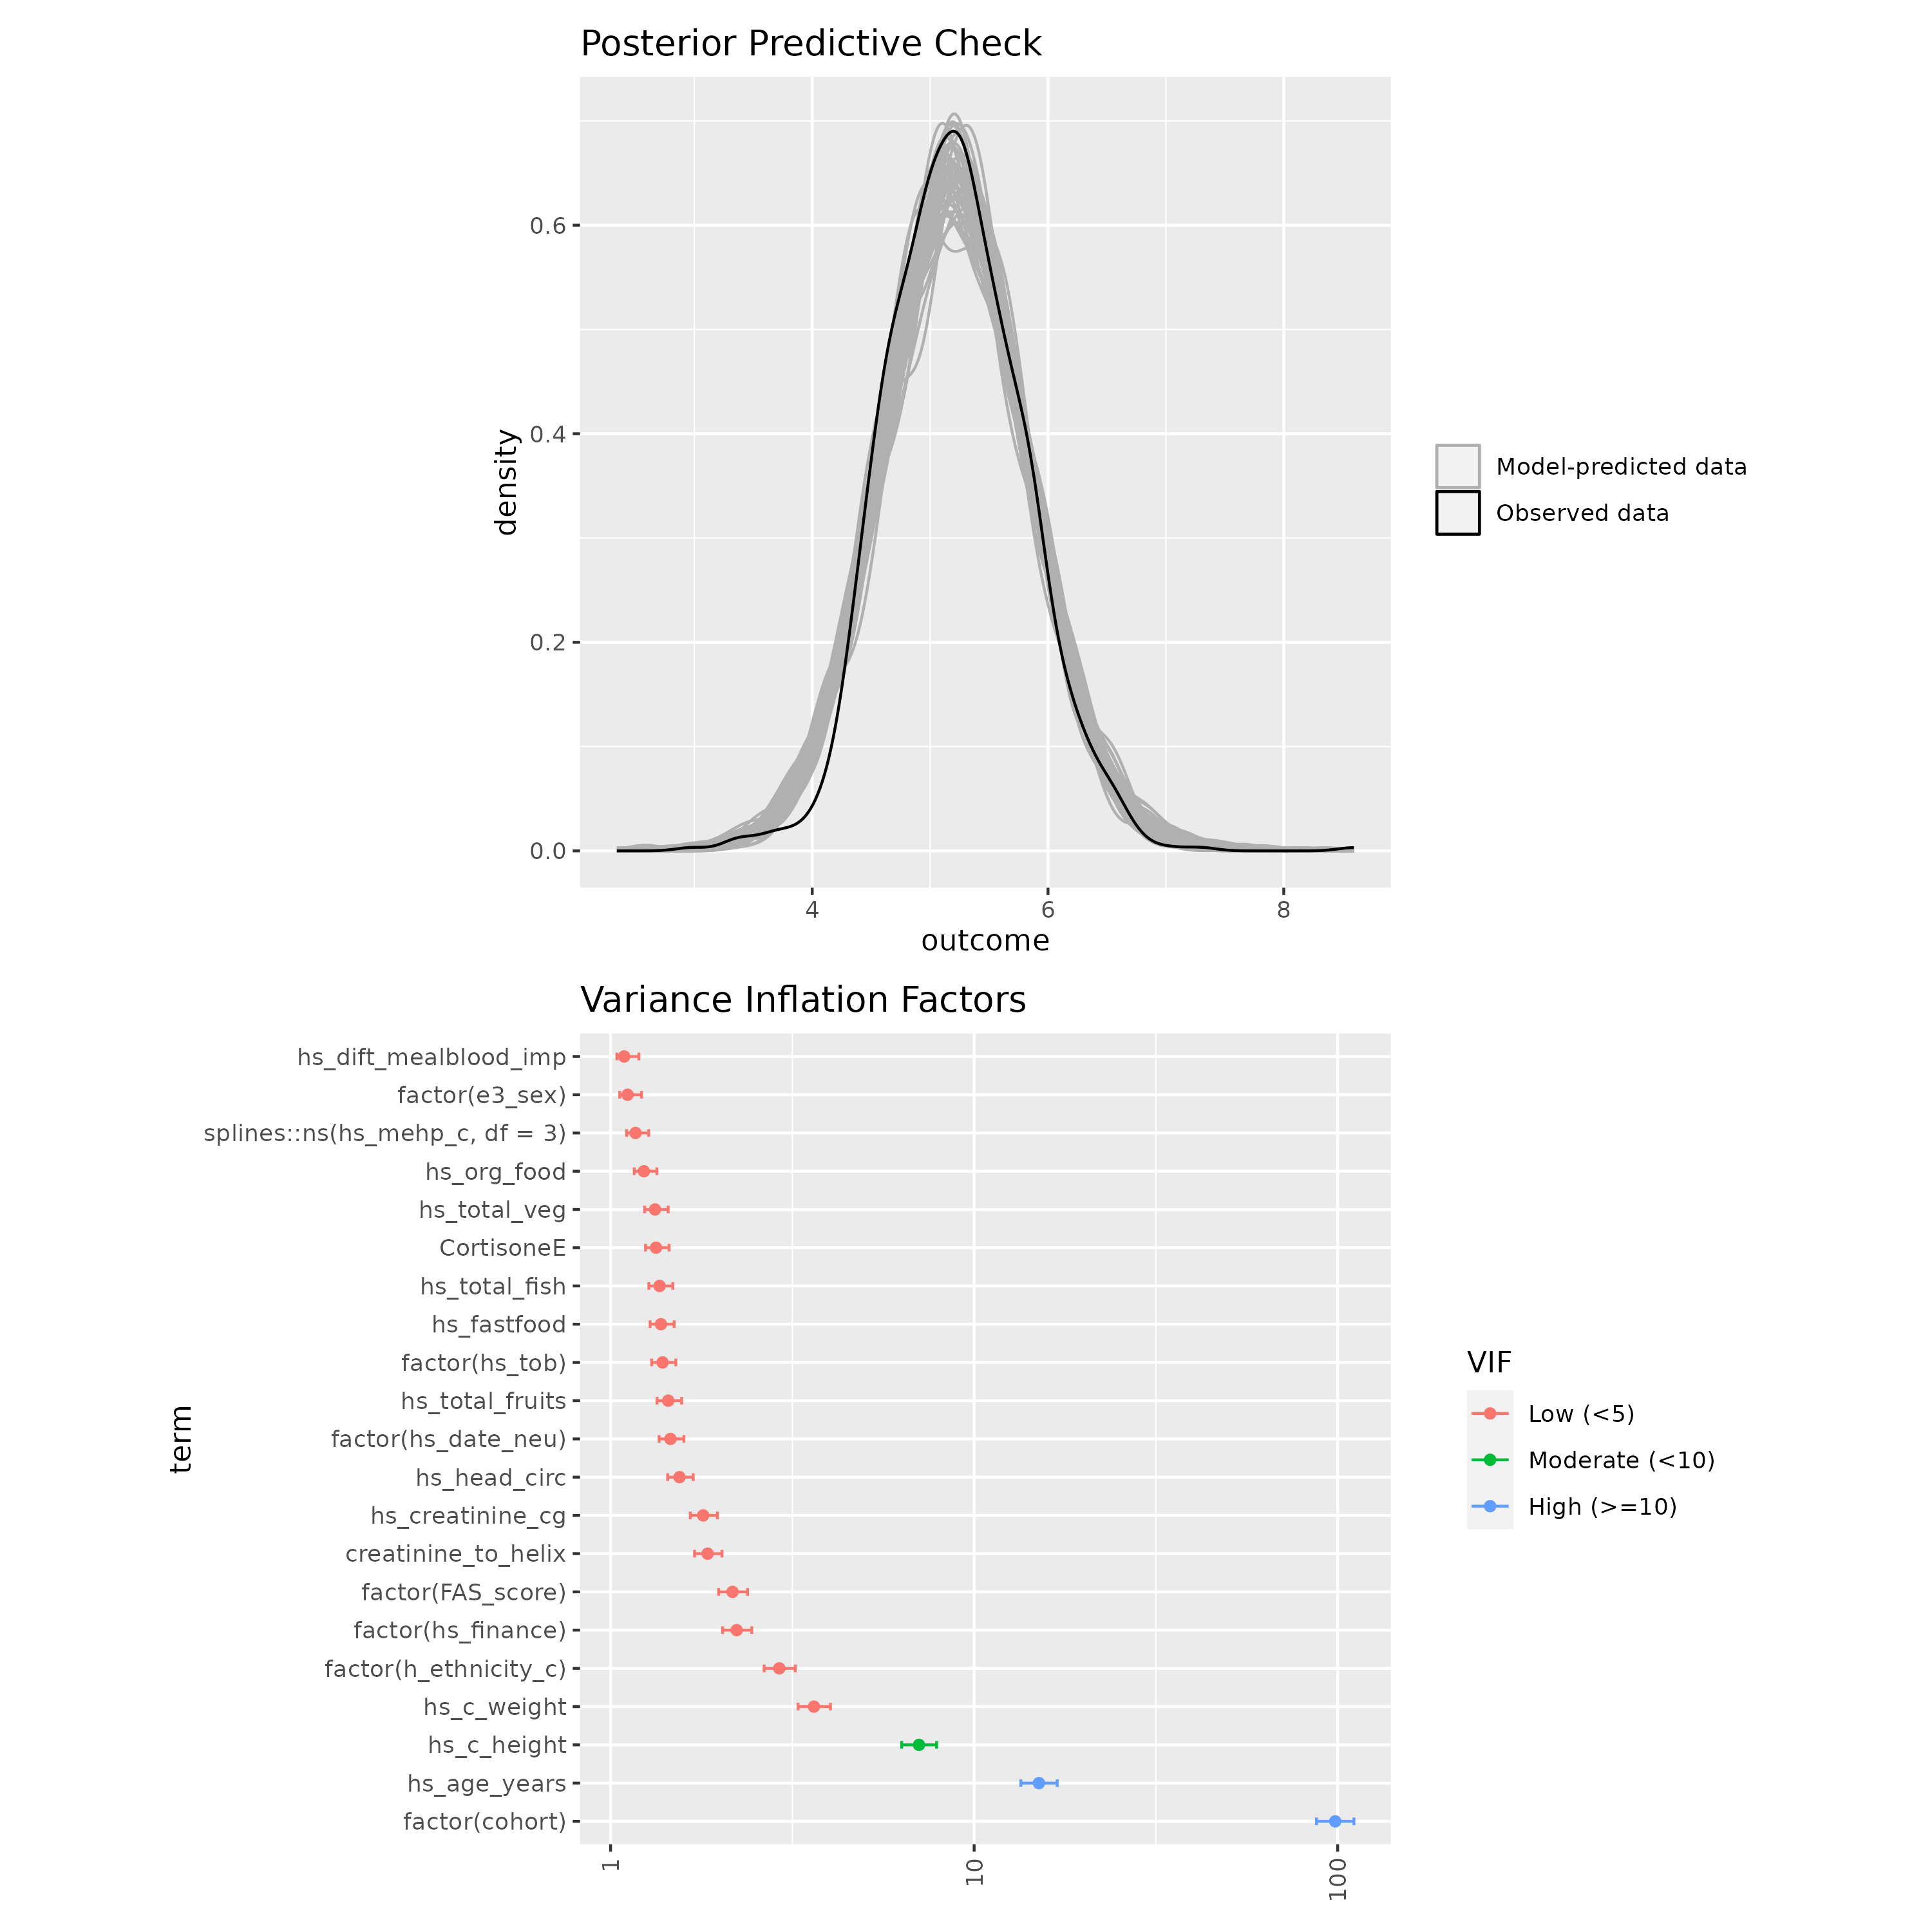 Posterior Predictive Check
density
0.6
0.4
0.2
0.0
4
6
8
outcome
Model-predicted data
Observed data
Variance Inflation Factors
term
hs_dift_mealblood_imp
factor(e3_sex)
splines::ns(hs_mehp_c, df = 3)
hs_org_food
hs_total_veg
CortisoneE
hs_total_fish
hs_fastfood
factor(hs_tob)
hs_total_fruits
factor(hs_date_neu)
hs_head_circ
hs_creatinine_cg
creatinine_to_helix
factor(FAS_score)
factor(hs_finance)
factor(h_ethnicity_c)
hs_c_weight
hs_c_height
hs_age_years
factor(cohort)
1
10
100
VIF
Low (<5)
Moderate (<10)
High (>=10)